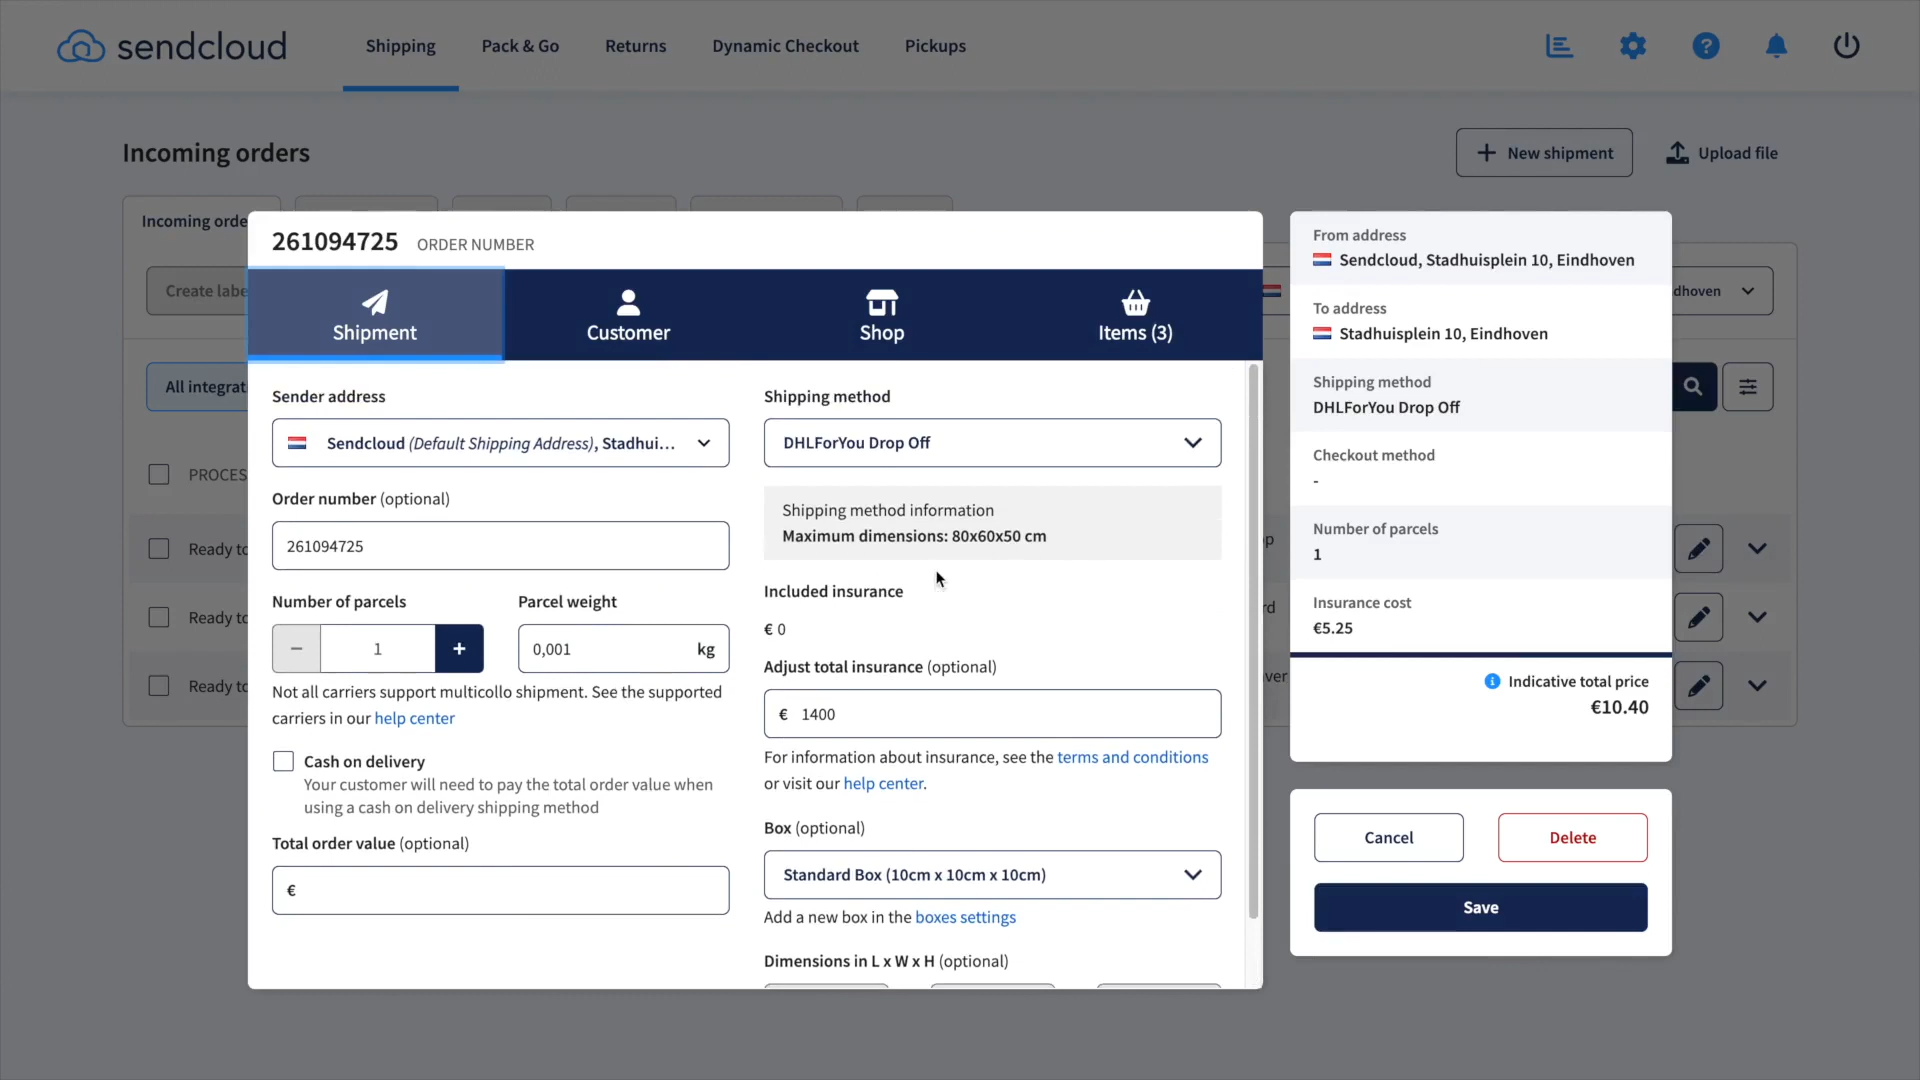 sendcloud
Shipping
Pack & Go
Returns
Dynamic Checkout
Pickups
Incoming orders
New shipment
Upload file
Incoming orde
261094725 ORDER NUMBER
Create labe
dhoven
Shipment
Customer
Shop
Items (3)
All integrat
PROCES
Ready to
Ready to
Ready to
Sender address
Sendcloud (Default Shipping Address), Stadhui...
Order number (optional)
261094725
Number of parcels
1
Parcel weight
0,001 kg
Not all carriers support multicollo shipment. See the supported
carriers in our help center
Cash on delivery
Your customer will need to pay the total order value when
using a cash on delivery shipping method
Total order value (optional)
€
Shipping method
DHLForYou Drop Off
Shipping method information
Maximum dimensions: 80x60x50 cm
Included insurance
€ 0
Adjust total insurance (optional)
€ 1400
For information about insurance, see the terms and conditions
or visit our help center.
Box (optional)
Standard Box (10cm x 10cm x 10cm)
Add a new box in the boxes settings
Dimensions in L x W x H (optional)
p
rd
ver
From address
Sendcloud, Stadhuisplein 10, Eindhoven
To address
Stadhuisplein 10, Eindhoven
Shipping method
DHLForYou Drop Off
Checkout method
-
Number of parcels
1
Insurance cost
€5.25
Indicative total price
€10.40
Cancel
Delete
Save